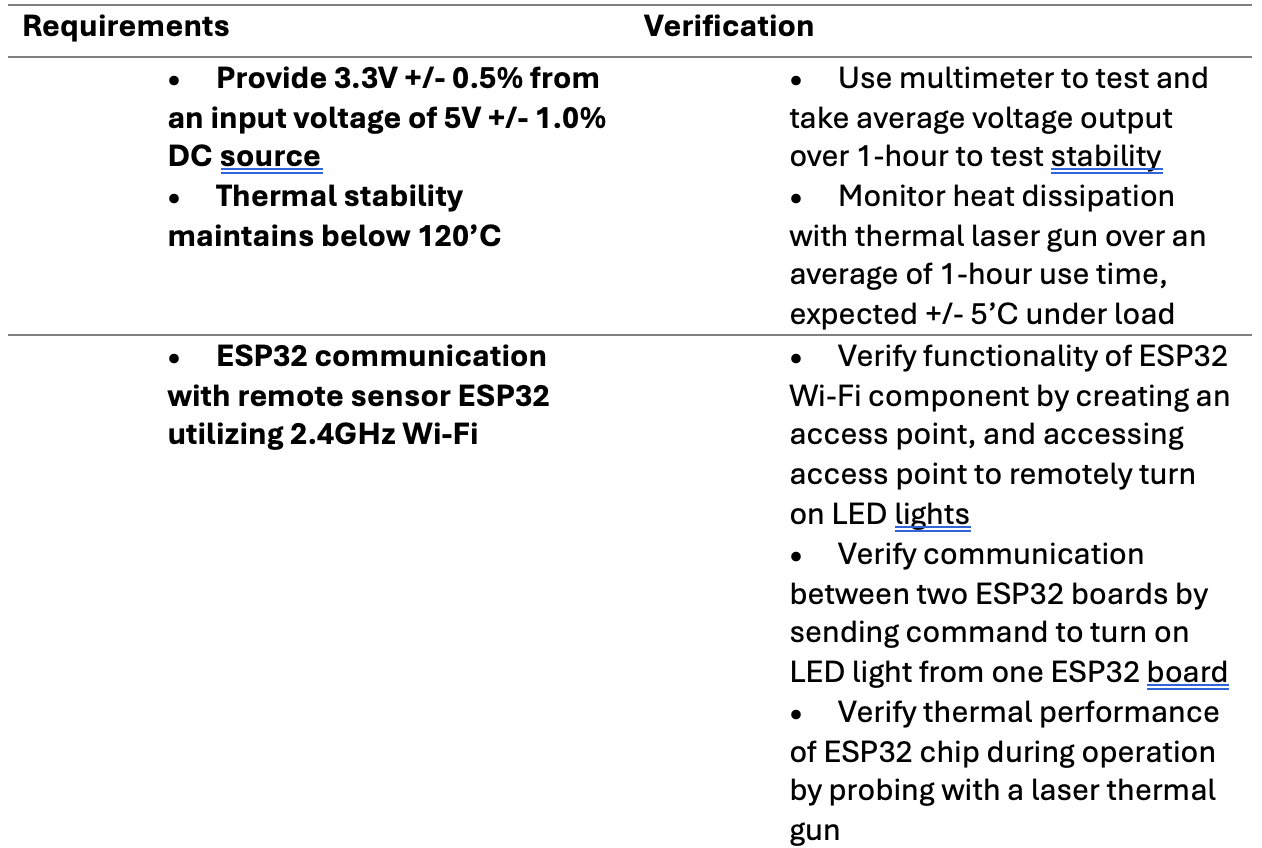 Requirements Verification
• Provide 3.3V +/- 0.5% from
an input voltage of 5V +/- 1.0%
DC source
• Thermal stability
maintains below 120’C
• Use multimeter to test and
take average voltage output
over 1-hour to test stability
• Monitor heat dissipation
with thermal laser gun over an
average of 1-hour use time,
expected +/- 5’C under load
• ESP32 communication
with remote sensor ESP32
utilizing 2.4GHz Wi-Fi
• Verify functionality of ESP32
Wi-Fi component by creating an
access point, and accessing
access point to remotely turn
on LED lights
• Verify communication
between two ESP32 boards by
sending command to turn on
LED light from one ESP32 board
• Verify thermal performance
of ESP32 chip during operation
by probing with a laser thermal
gun